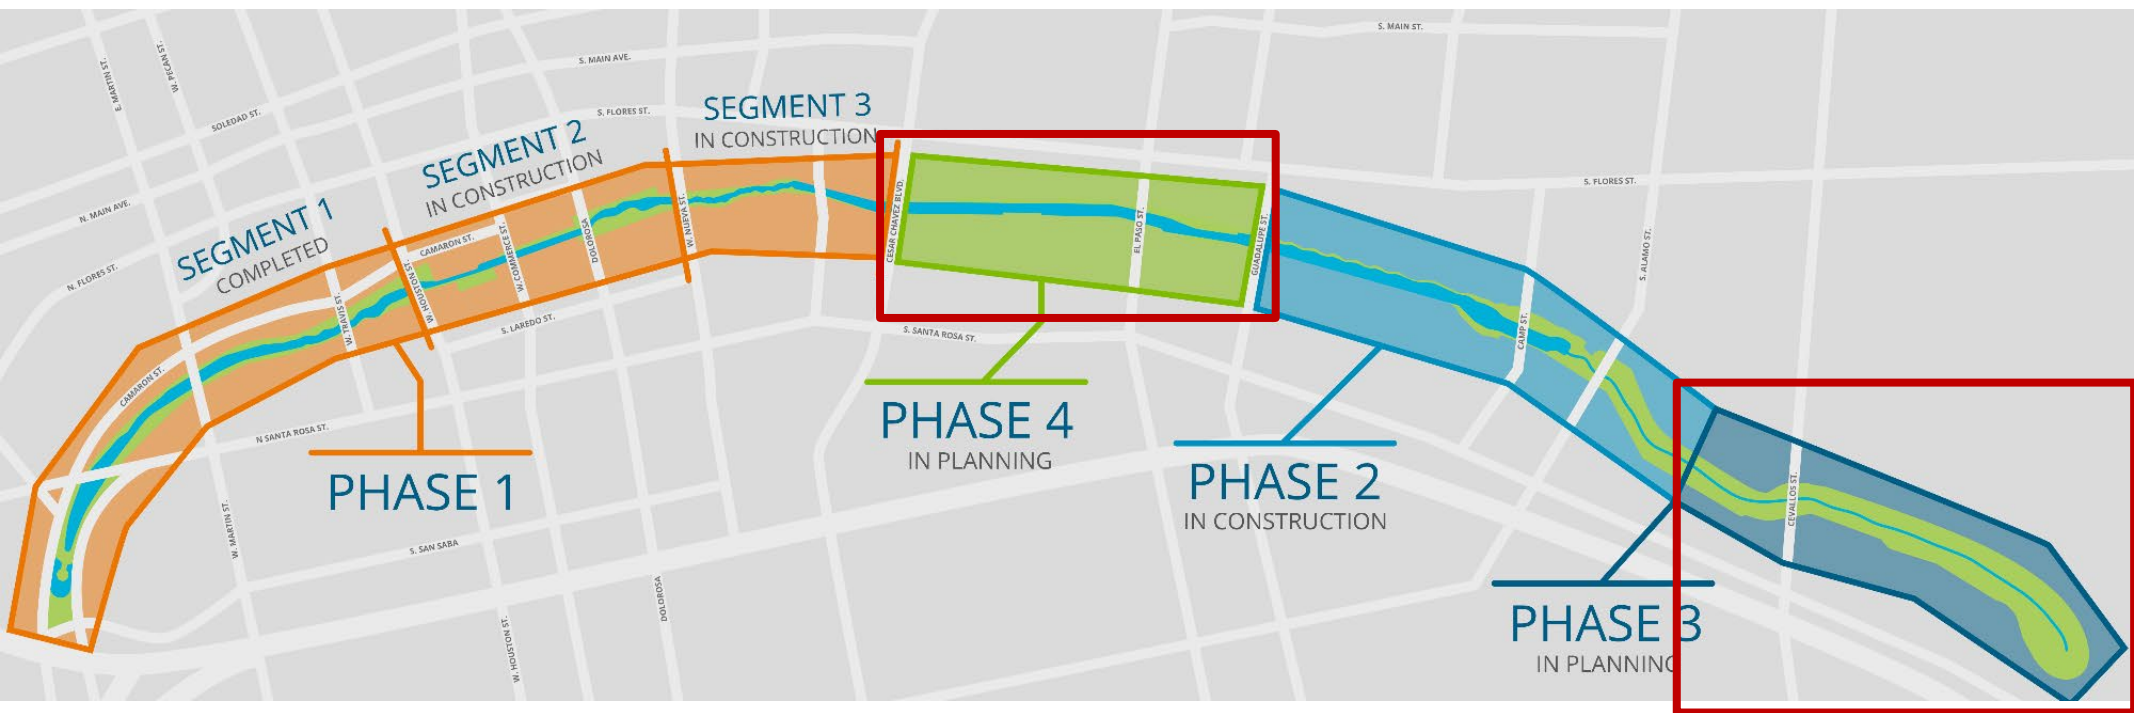 S. MAIN ST.
S. MAIN AVE.
E. MARTIN ST.
W. PECAN ST.
SOLEDAD ST.
S. FLORES ST.
SEGMENT 3
IN CONSTRUCTION
SEGMENT 2
IN CONSTRUCTION
SEGMENT 1
COMPLETED
N. MAIN AVE.
N. FLORES ST.
CAMARON ST.
W. COMMERCE ST.
DOLOROSA
W. NUEVA ST.
CESAR CHAVEZ BLVD.
EL PASO ST.
GUADALUPE ST.
S. FLORES ST.
S. ALAMO ST.
W. HOUSTON ST.
W. TRAVIS ST.
S. LAREDO ST.
S. SANTA ROSA ST.
CAMP ST.
CAMARON ST.
N SANTA ROSA ST.
PHASE 4
IN PLANNING
PHASE 1
PHASE 2
IN CONSTRUCTION
CEVALLOS ST.
W. MARTIN ST.
S. SAN SABA
DOLOROSA
W. HOUSTON ST.
PHASE 3
IN PLANNING